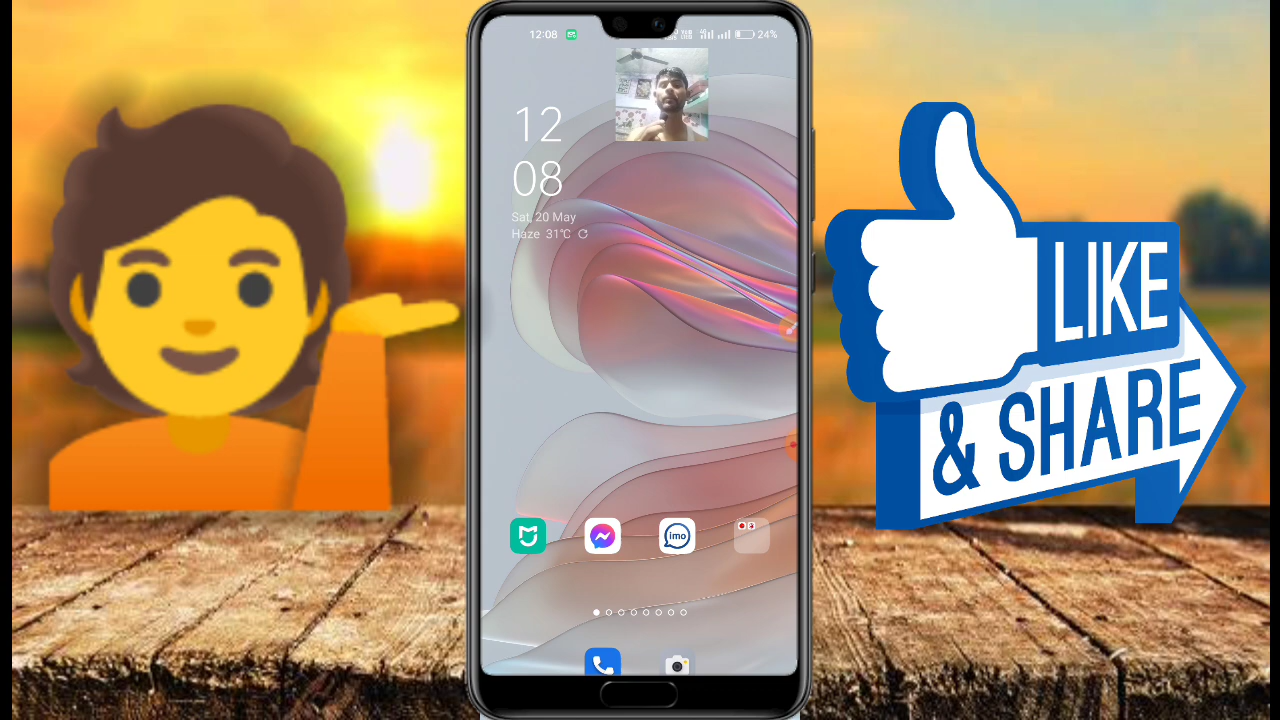 12:08
24%
12
08
Sat, 20 May
Haze 31℃
imo
LIKE
& SHARE